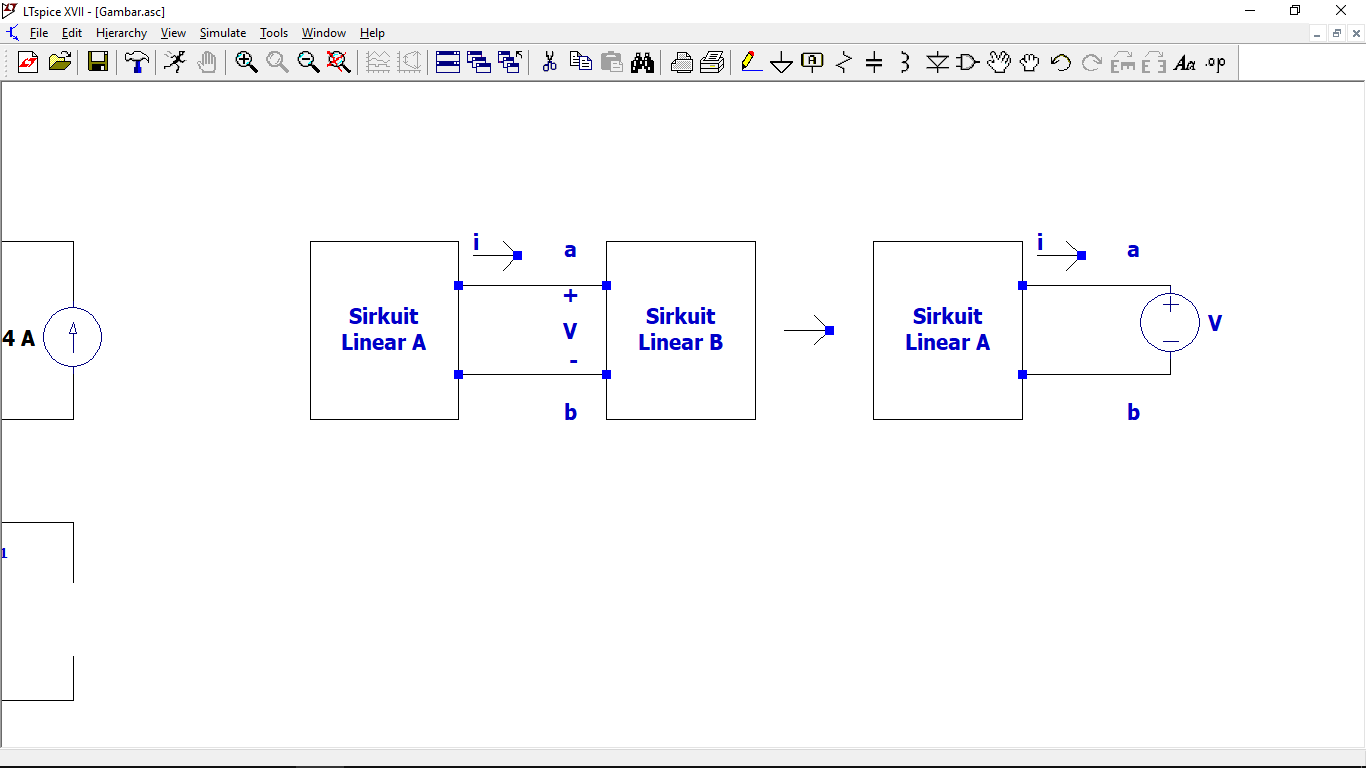 LTspice XVII - [Gambar.asc]
File Edit Hierarchy View Simulate Tools Window Help
A Aa .op
i a i a
+
Sirkuit Sirkuit Sirkuit
4 A Linear A V Linear B Linear A V
-
b b
1